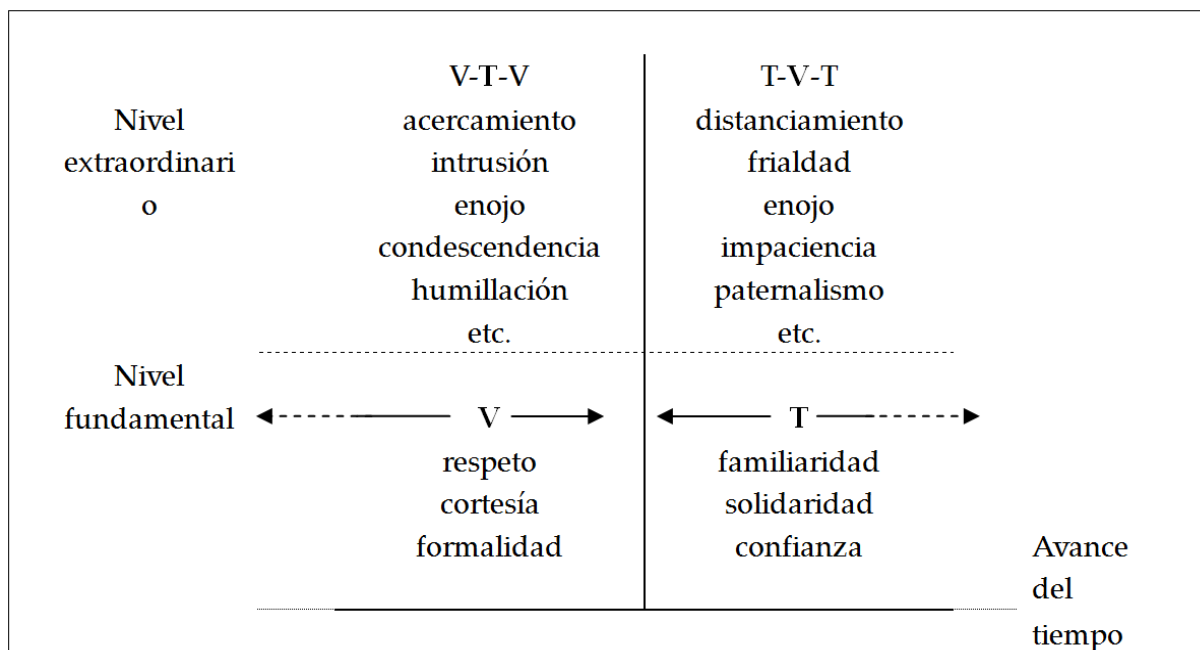 V-T-V
T-V-T
Nivel
extraordinari
o
acercamiento
distanciamiento
intrusión
frialdad
enojo
enojo
condescendencia
impaciencia
humillación
paternalismo
etc.
etc.
Nivel
fundamental
V
T
respeto
familiaridad
cortesía
solidaridad
formalidad
confianza
Avance
del
tiempo